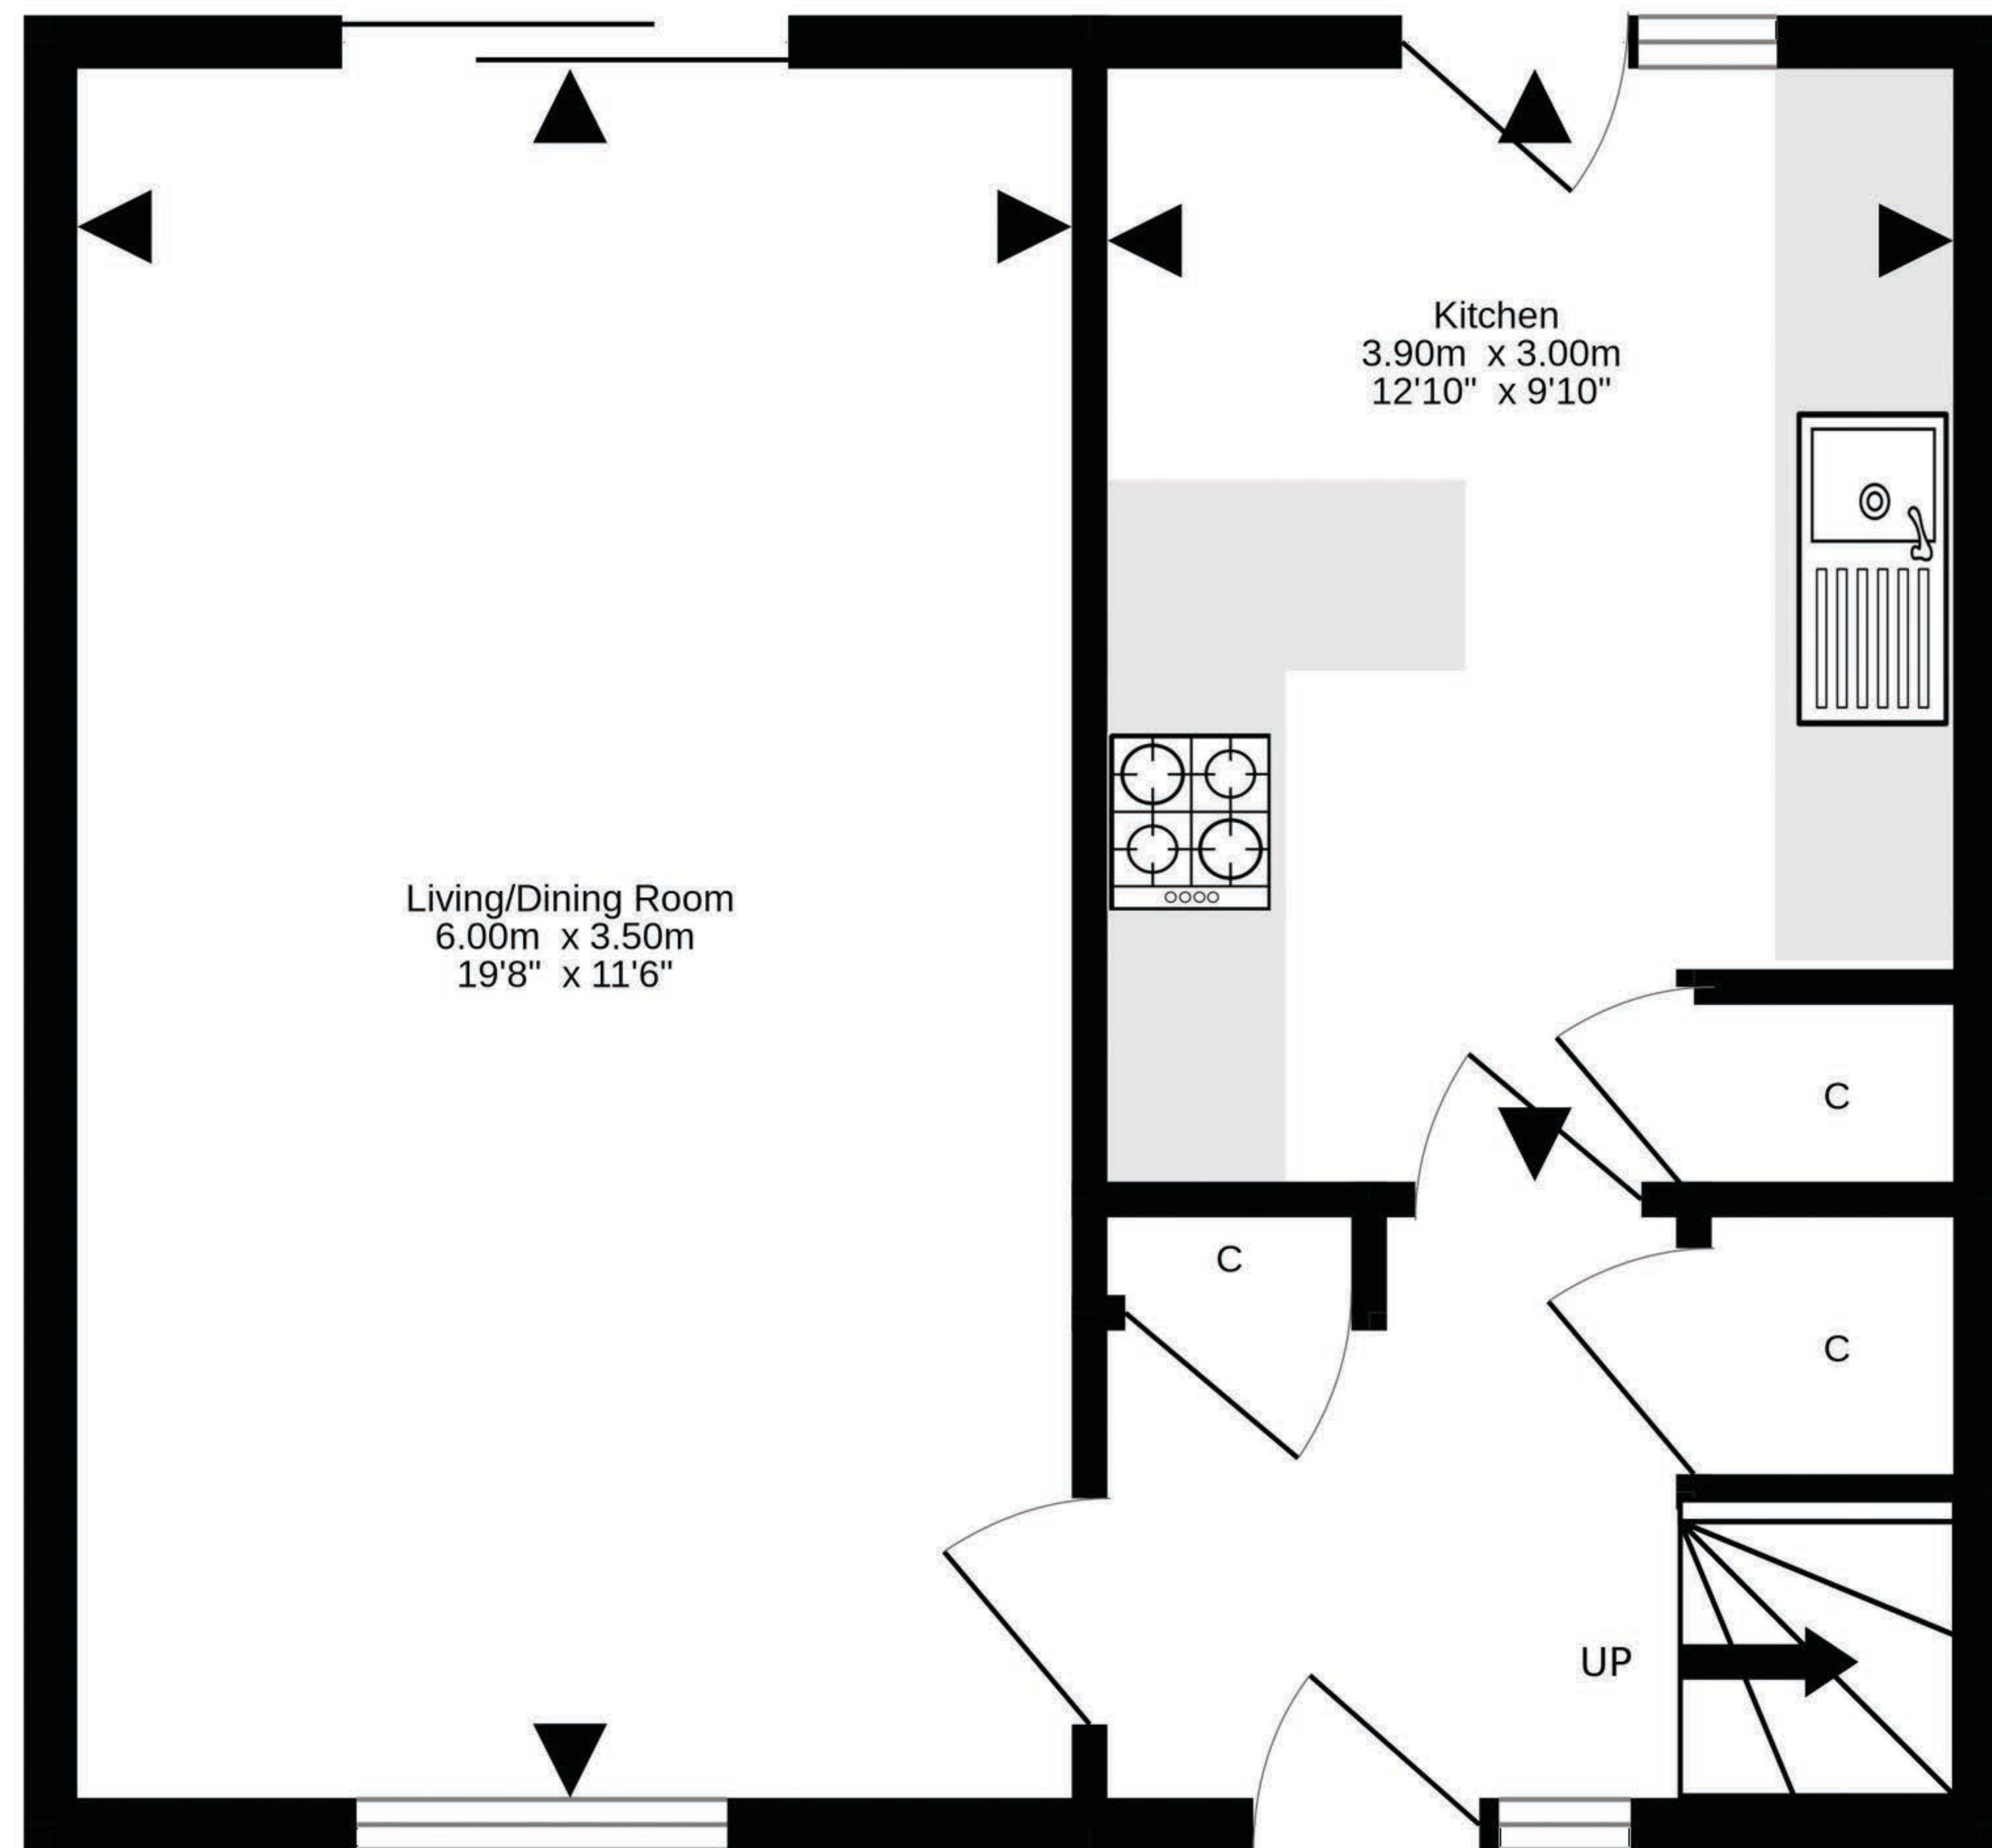 Kitchen
3.90m x 3.00m
12'10" x 9'10"
Living/Dining Room
6.00m x 3.50m
19'8" x 11'6"
C
C
C
UP